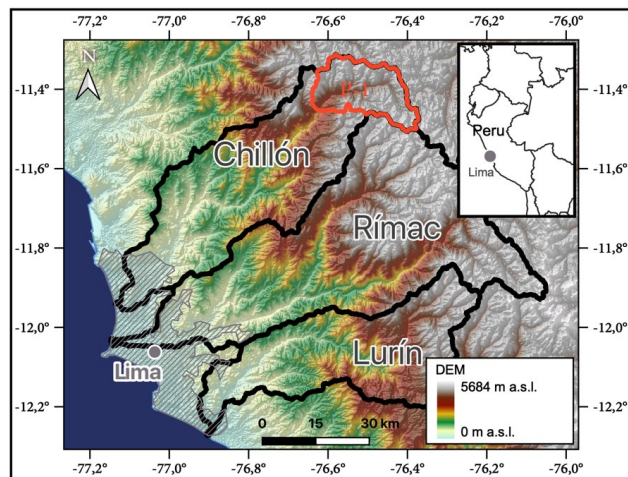 -77,2 -77,0 -76,8 -76,6 -76,4 -76,2 -76,0
N
-11,4°
-11,4°
Peru
Lima
Chillón
-11,6°
-11,6°
Rímac
-11,8°
-11,8°
-12,0°
-12,0°
Lima
Lurín
DEM
5684 m a.s.l.
0 m a.s.l.
-12,2°
-12,2°
0 15 30 km
-77,2° -77,0° -76,8° -76,6° -76,4° -76,2° -76,0°